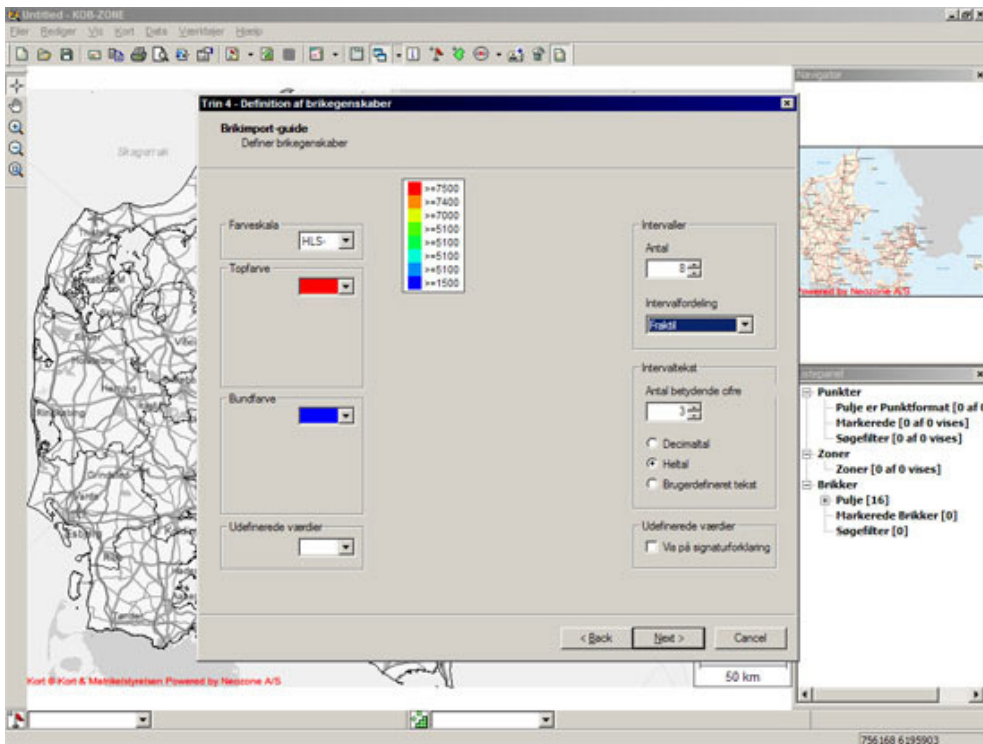 Untitled - KOB-ZONE
Filer Rediger Vis Kort Data Værktøjer Hjælp
Navigator
Trin 4 - Definition af brikegenskaber
Brikimport-guide
Definer brikegenskaber
Skagerrak
>=7500
>=7400
>=7000
>=5100
>=5100
>=5100
>=5100
>=1500
Farveskala
HLS-
Topfarve
Bundfarve
Udefinerede værdier
Intervaller
Antal
8
Intervalfordeling
Fraktil
Intervaltekst
Antal betydende cifre
3
Decimaltal
Heltal
Brugerdefineret tekst
Udefinerede værdier
Vis på signaturforklaring
< Back
Next >
Cancel
Powered by Neozone A/S
Punkter
Pulje er Punktformat [0 af
Markerede [0 af 0 vises]
Søgefilter [0 af 0 vises]
Zoner
Zoner [0 af 0 vises]
Brikker
Pulje [16]
Markerede Brikker [0]
Søgefilter [0]
Varde
Esbjerg
Tønder
Kort © Kort & Matrikelstyrelsen Powered by Neozone A/S
50 km
756168 6195903